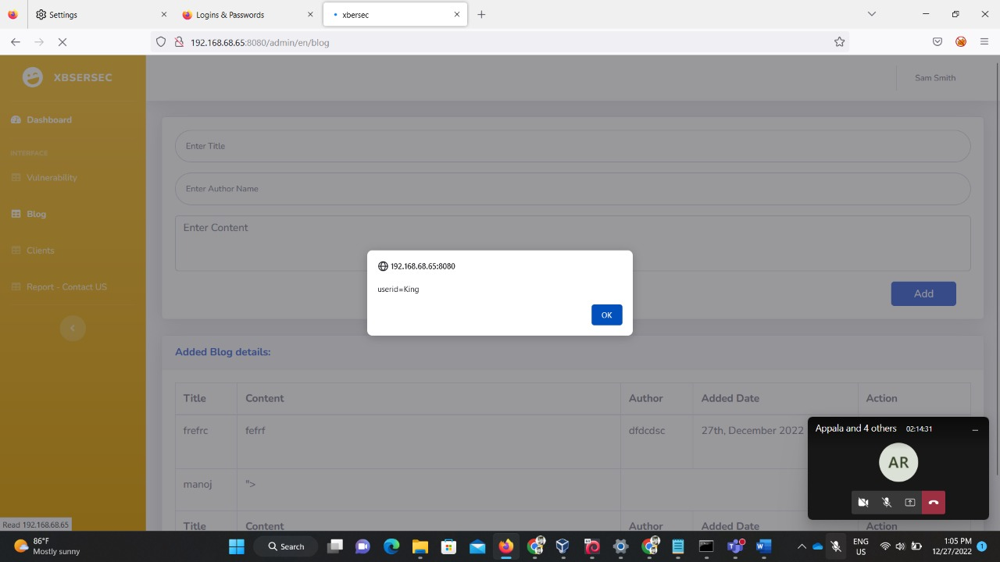 Settings
Logins & Passwords
xbersec
192.168.68.65:8080/admin/en/blog
XBSERSEC
Sam Smith
Dashboard
INTERFACE
Vulnerability
Blog
Clients
Report - Contact US
Enter Title
Enter Author Name
Enter Content
192.168.68.65:8080
userid=King
OK
Add
Added Blog details:
Title Content Author Added Date Action
frefrc fefrf dfdcdsc 27th, December 2022
manoj ">
Title Content Author Added Date Action
Appala and 4 others 02:14:31
AR
Read 192.168.68.65
86°F
Mostly sunny
Search
ENG
US
1:05 PM
12/27/2022
1